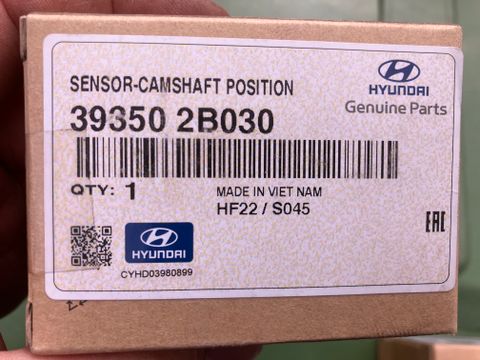 SENSOR-CAMSHAFT POSITION
HYUNDAI
Genuine Parts
39350 2B030
QTY: 1
MADE IN VIET NAM
HF22 / S045
HYUNDAI
CYHD03980899
EAC